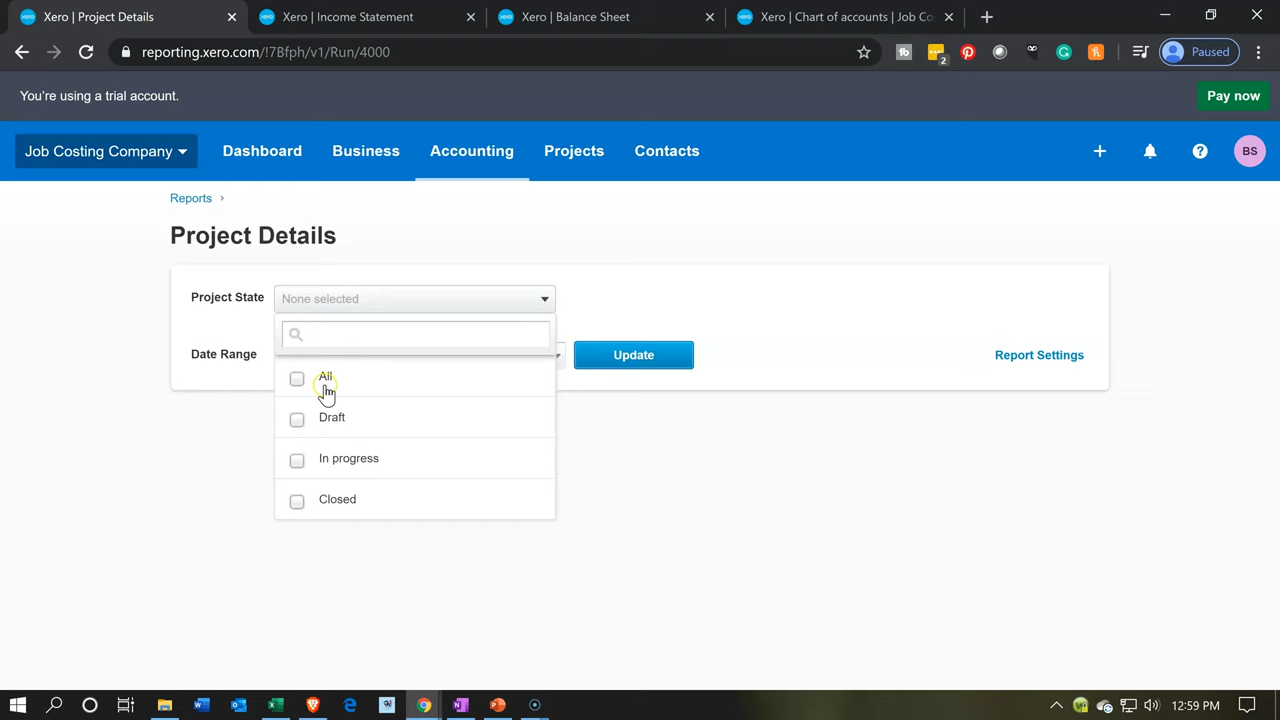 Xero | Project Details
Xero | Income Statement
Xero | Balance Sheet
Xero | Chart of accounts | Job Co
reporting.xero.com/!7Bfph/v1/Run/4000
2
Paused
You're using a trial account.
Pay now
Job Costing Company
Dashboard
Business
Accounting
Projects
Contacts
BS
Reports
Project Details
Project State
None selected
Date Range
Update
Report Settings
All
Draft
In progress
Closed
12:59 PM